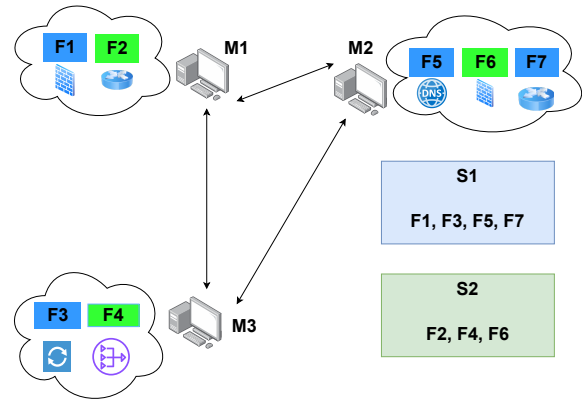 F1 F2 M1
M2 F5 F6 F7
DNS
S1
F1, F3, F5, F7
S2
F2, F4, F6
F3 F4 M3